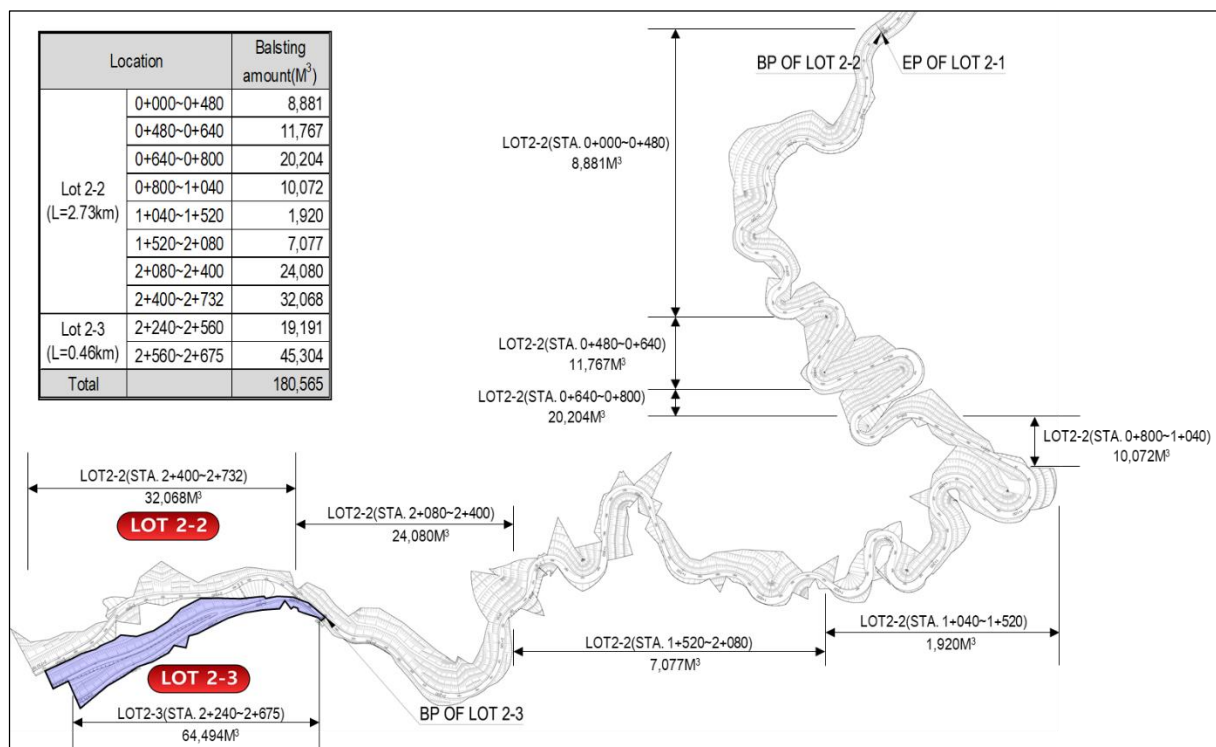 Location
Balsting
amount(M³)
Lot 2-2
(L=2.73km)
0+000~0+480 8,881
0+480~0+640 11,767
0+640~0+800 20,204
0+800~1+040 10,072
1+040~1+520 1,920
1+520~2+080 7,077
2+080~2+400 24,080
2+400~2+732 32,068
Lot 2-3
(L=0.46km)
2+240~2+560 19,191
2+560~2+675 45,304
Total 180,565
BP OF LOT 2-2
EP OF LOT 2-1
LOT2-2(STA. 0+000~0+480)
8,881M³
LOT2-2(STA. 0+480~0+640)
11,767M³
LOT2-2(STA. 0+640~0+800)
20,204M³
LOT2-2(STA. 0+800~1+040)
10,072M³
LOT2-2(STA. 2+400~2+732)
32,068M³
LOT 2-2
LOT2-2(STA. 2+080~2+400)
24,080M³
LOT2-2(STA. 1+520~2+080)
7,077M³
LOT2-2(STA. 1+040~1+520)
1,920M³
LOT 2-3
LOT2-3(STA. 2+240~2+675)
64,494M³
BP OF LOT 2-3